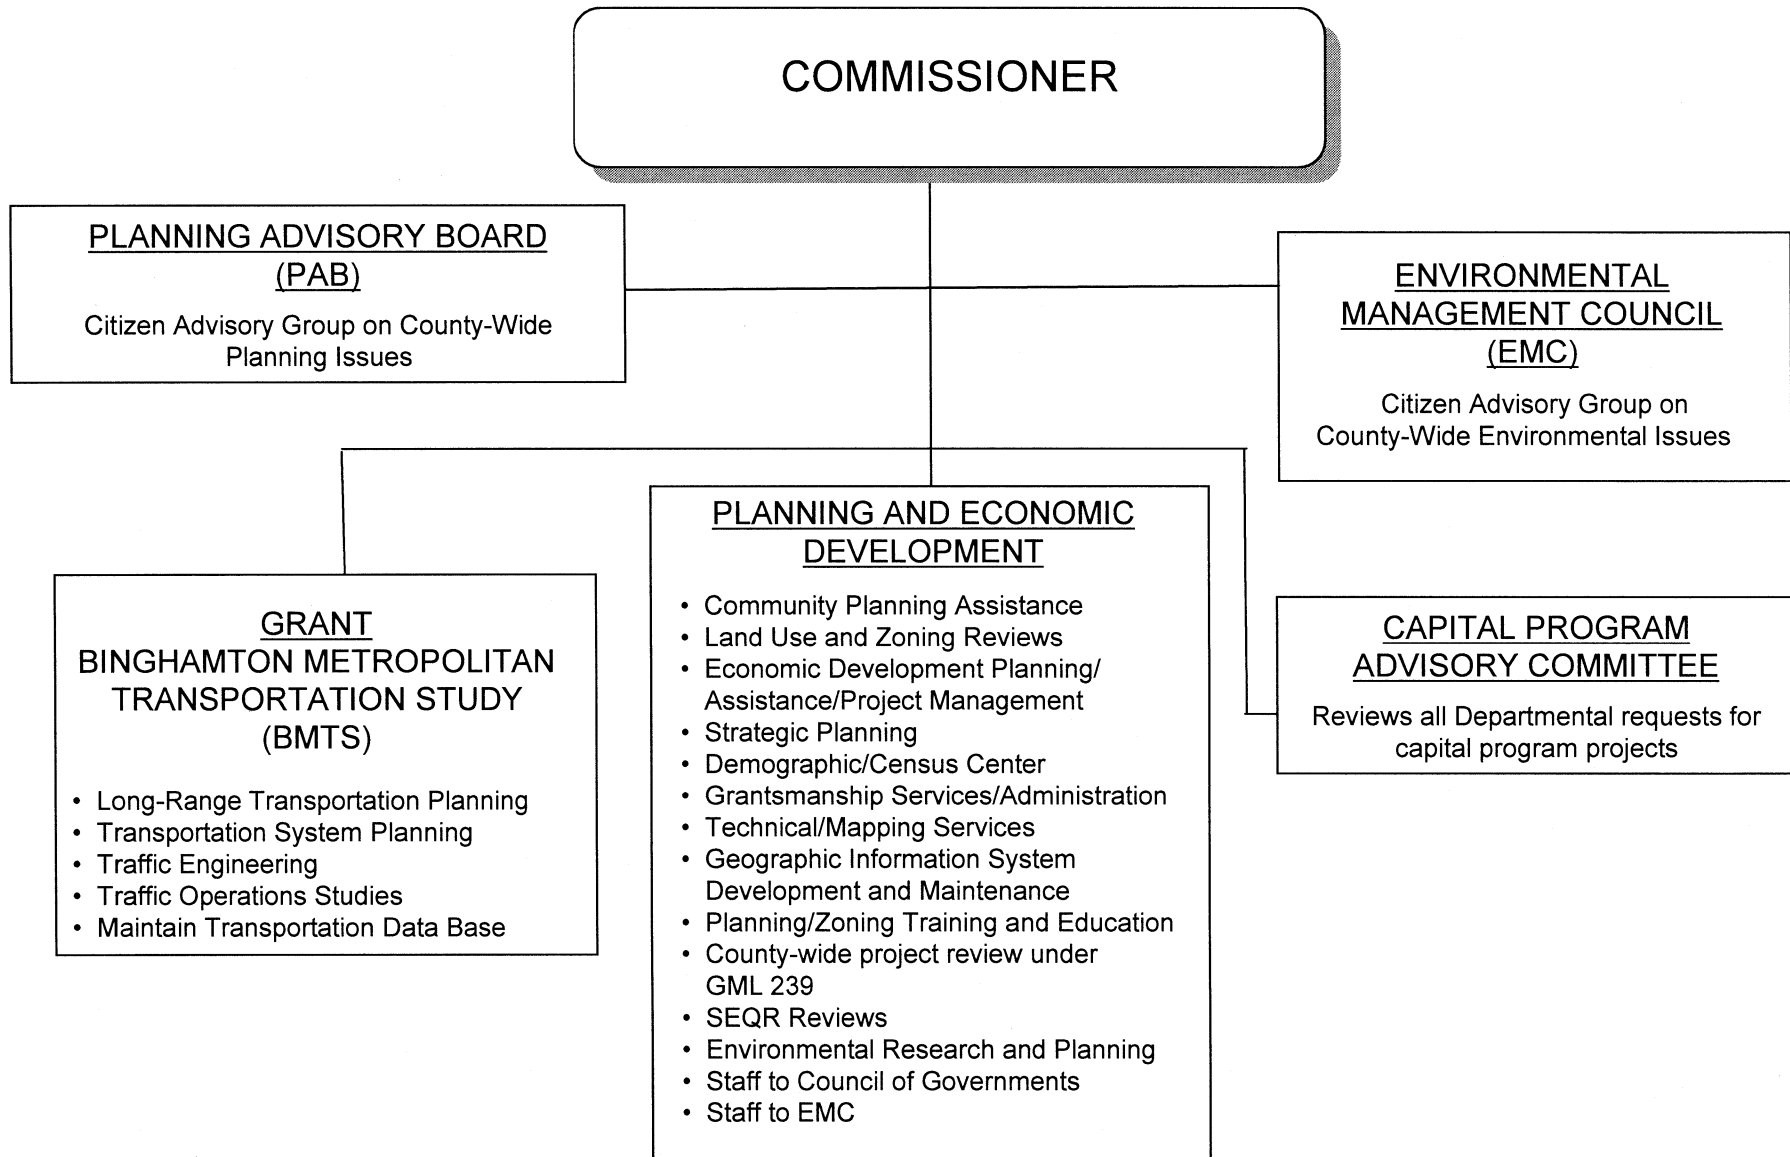 COMMISSIONER
PLANNING ADVISORY BOARD
(PAB)
Citizen Advisory Group on County-Wide
Planning Issues
ENVIRONMENTAL
MANAGEMENT COUNCIL
(EMC)
Citizen Advisory Group on
County-Wide Environmental Issues
GRANT
BINGHAMTON METROPOLITAN
TRANSPORTATION STUDY
(BMTS)
• Long-Range Transportation Planning
• Transportation System Planning
• Traffic Engineering
• Traffic Operations Studies
• Maintain Transportation Data Base
PLANNING AND ECONOMIC
DEVELOPMENT
• Community Planning Assistance
• Land Use and Zoning Reviews
• Economic Development Planning/
Assistance/Project Management
• Strategic Planning
• Demographic/Census Center
• Grantsmanship Services/Administration
• Technical/Mapping Services
• Geographic Information System
Development and Maintenance
• Planning/Zoning Training and Education
• County-wide project review under
GML 239
• SEQR Reviews
• Environmental Research and Planning
• Staff to Council of Governments
• Staff to EMC
CAPITAL PROGRAM
ADVISORY COMMITTEE
Reviews all Departmental requests for
capital program projects